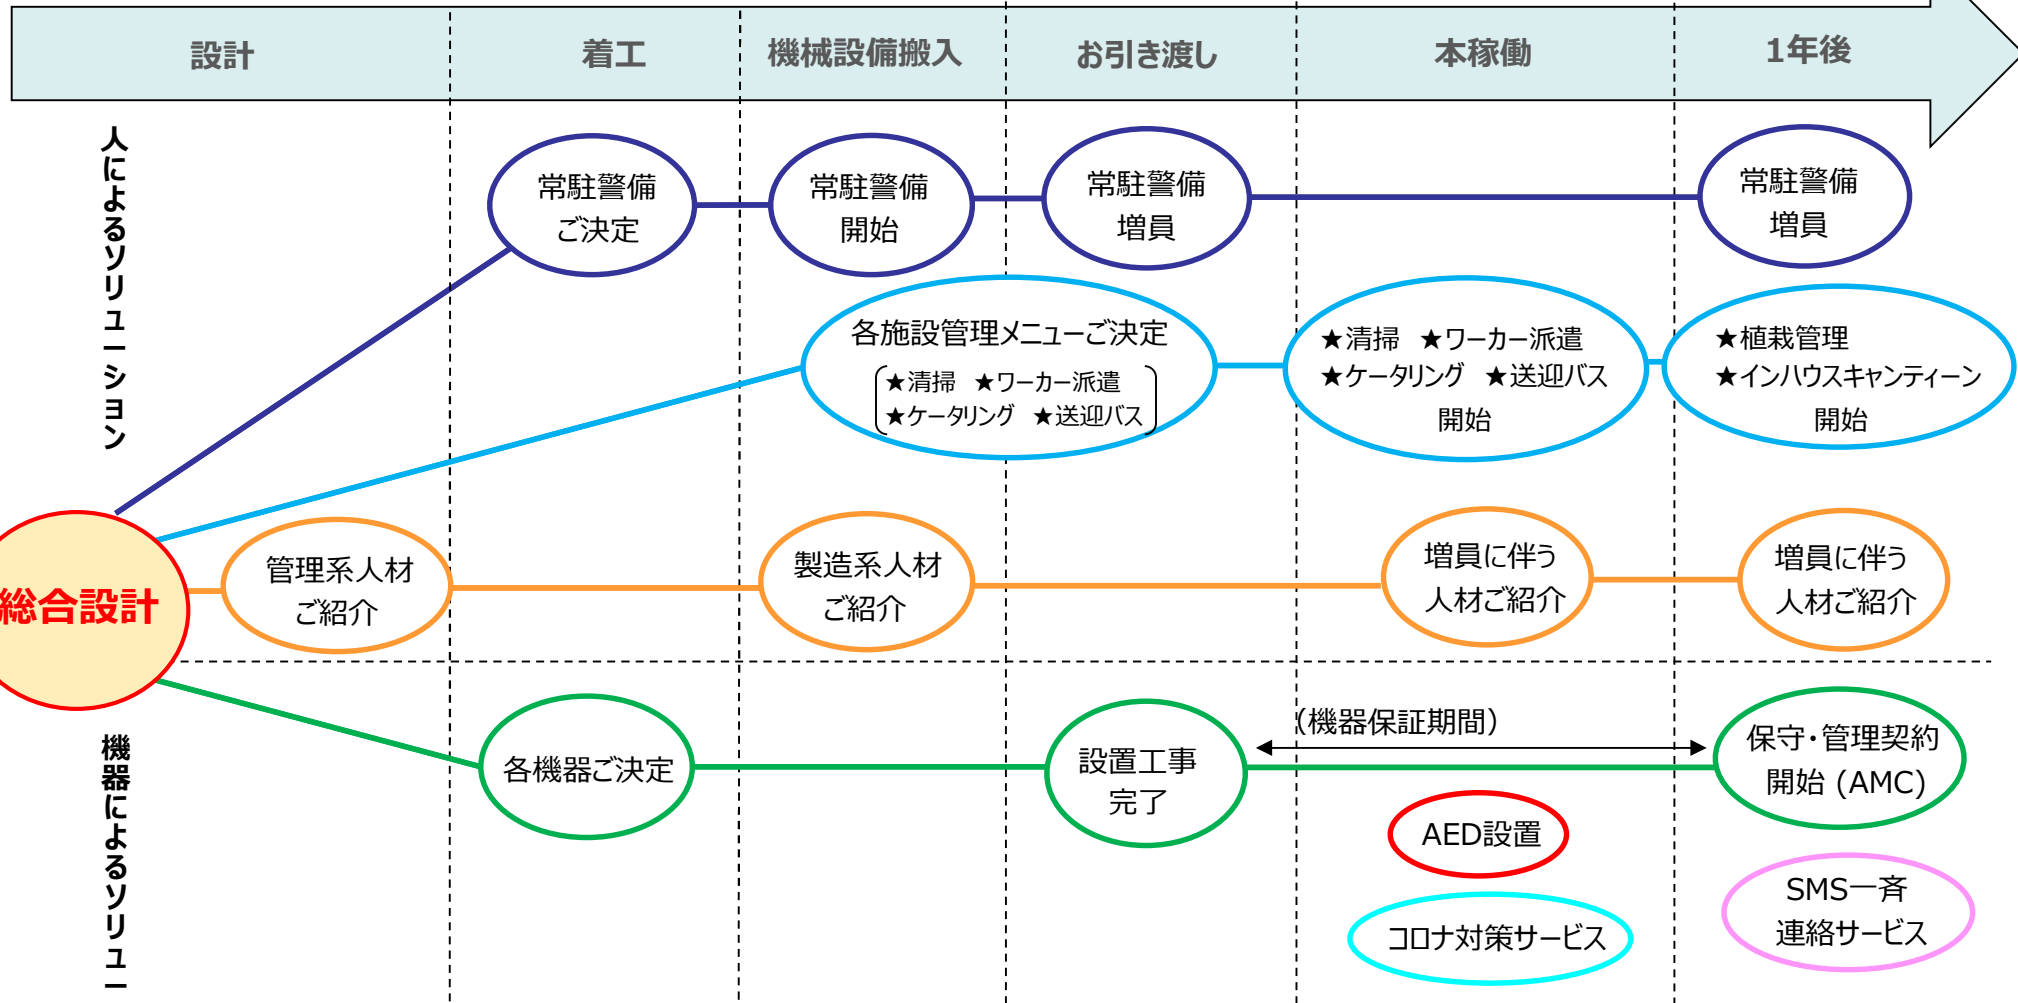 設計
着工
機械設備搬入
お引き渡し
本稼働
1年後
人によるソリューション
常駐警備
ご決定
常駐警備
開始
常駐警備
増員
常駐警備
増員
各施設管理メニューご決定
★清掃 ★ワーカー派遣
★ケータリング ★送迎バス
★清掃 ★ワーカー派遣
★ケータリング ★送迎バス
開始
★植栽管理
★インハウスキャンティーン
開始
総合設計
管理系人材
ご紹介
製造系人材
ご紹介
増員に伴う
人材ご紹介
増員に伴う
人材ご紹介
機器によるソリュー
各機器ご決定
設置工事
完了
（機器保証期間）
保守・管理契約
開始 (AMC)
AED設置
コロナ対策サービス
SMS一斉
連絡サービス